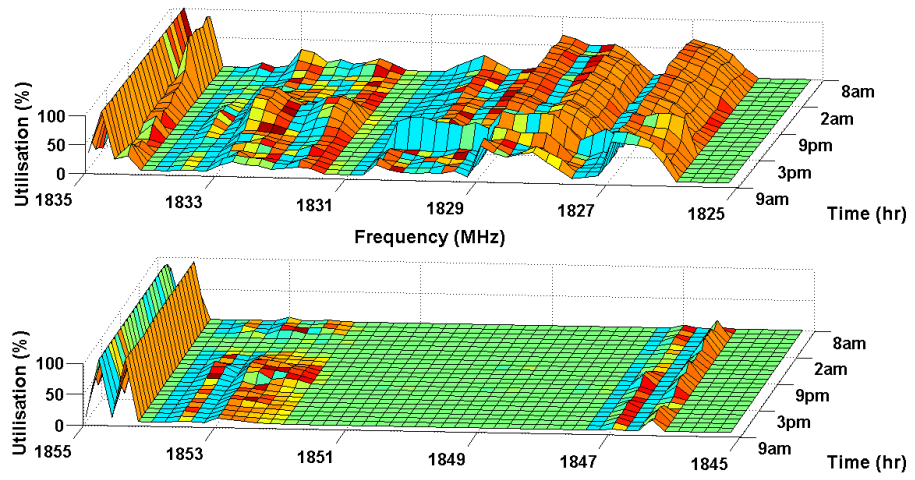 Utilisation (%)
100
50
0
1835
1833
1831
1829
1827
1825
Frequency (MHz)
8am
2am
9pm
3pm
9am
Time (hr)
Utilisation (%)
100
50
0
1855
1853
1851
1849
1847
1845
8am
2am
9pm
3pm
9am
Time (hr)